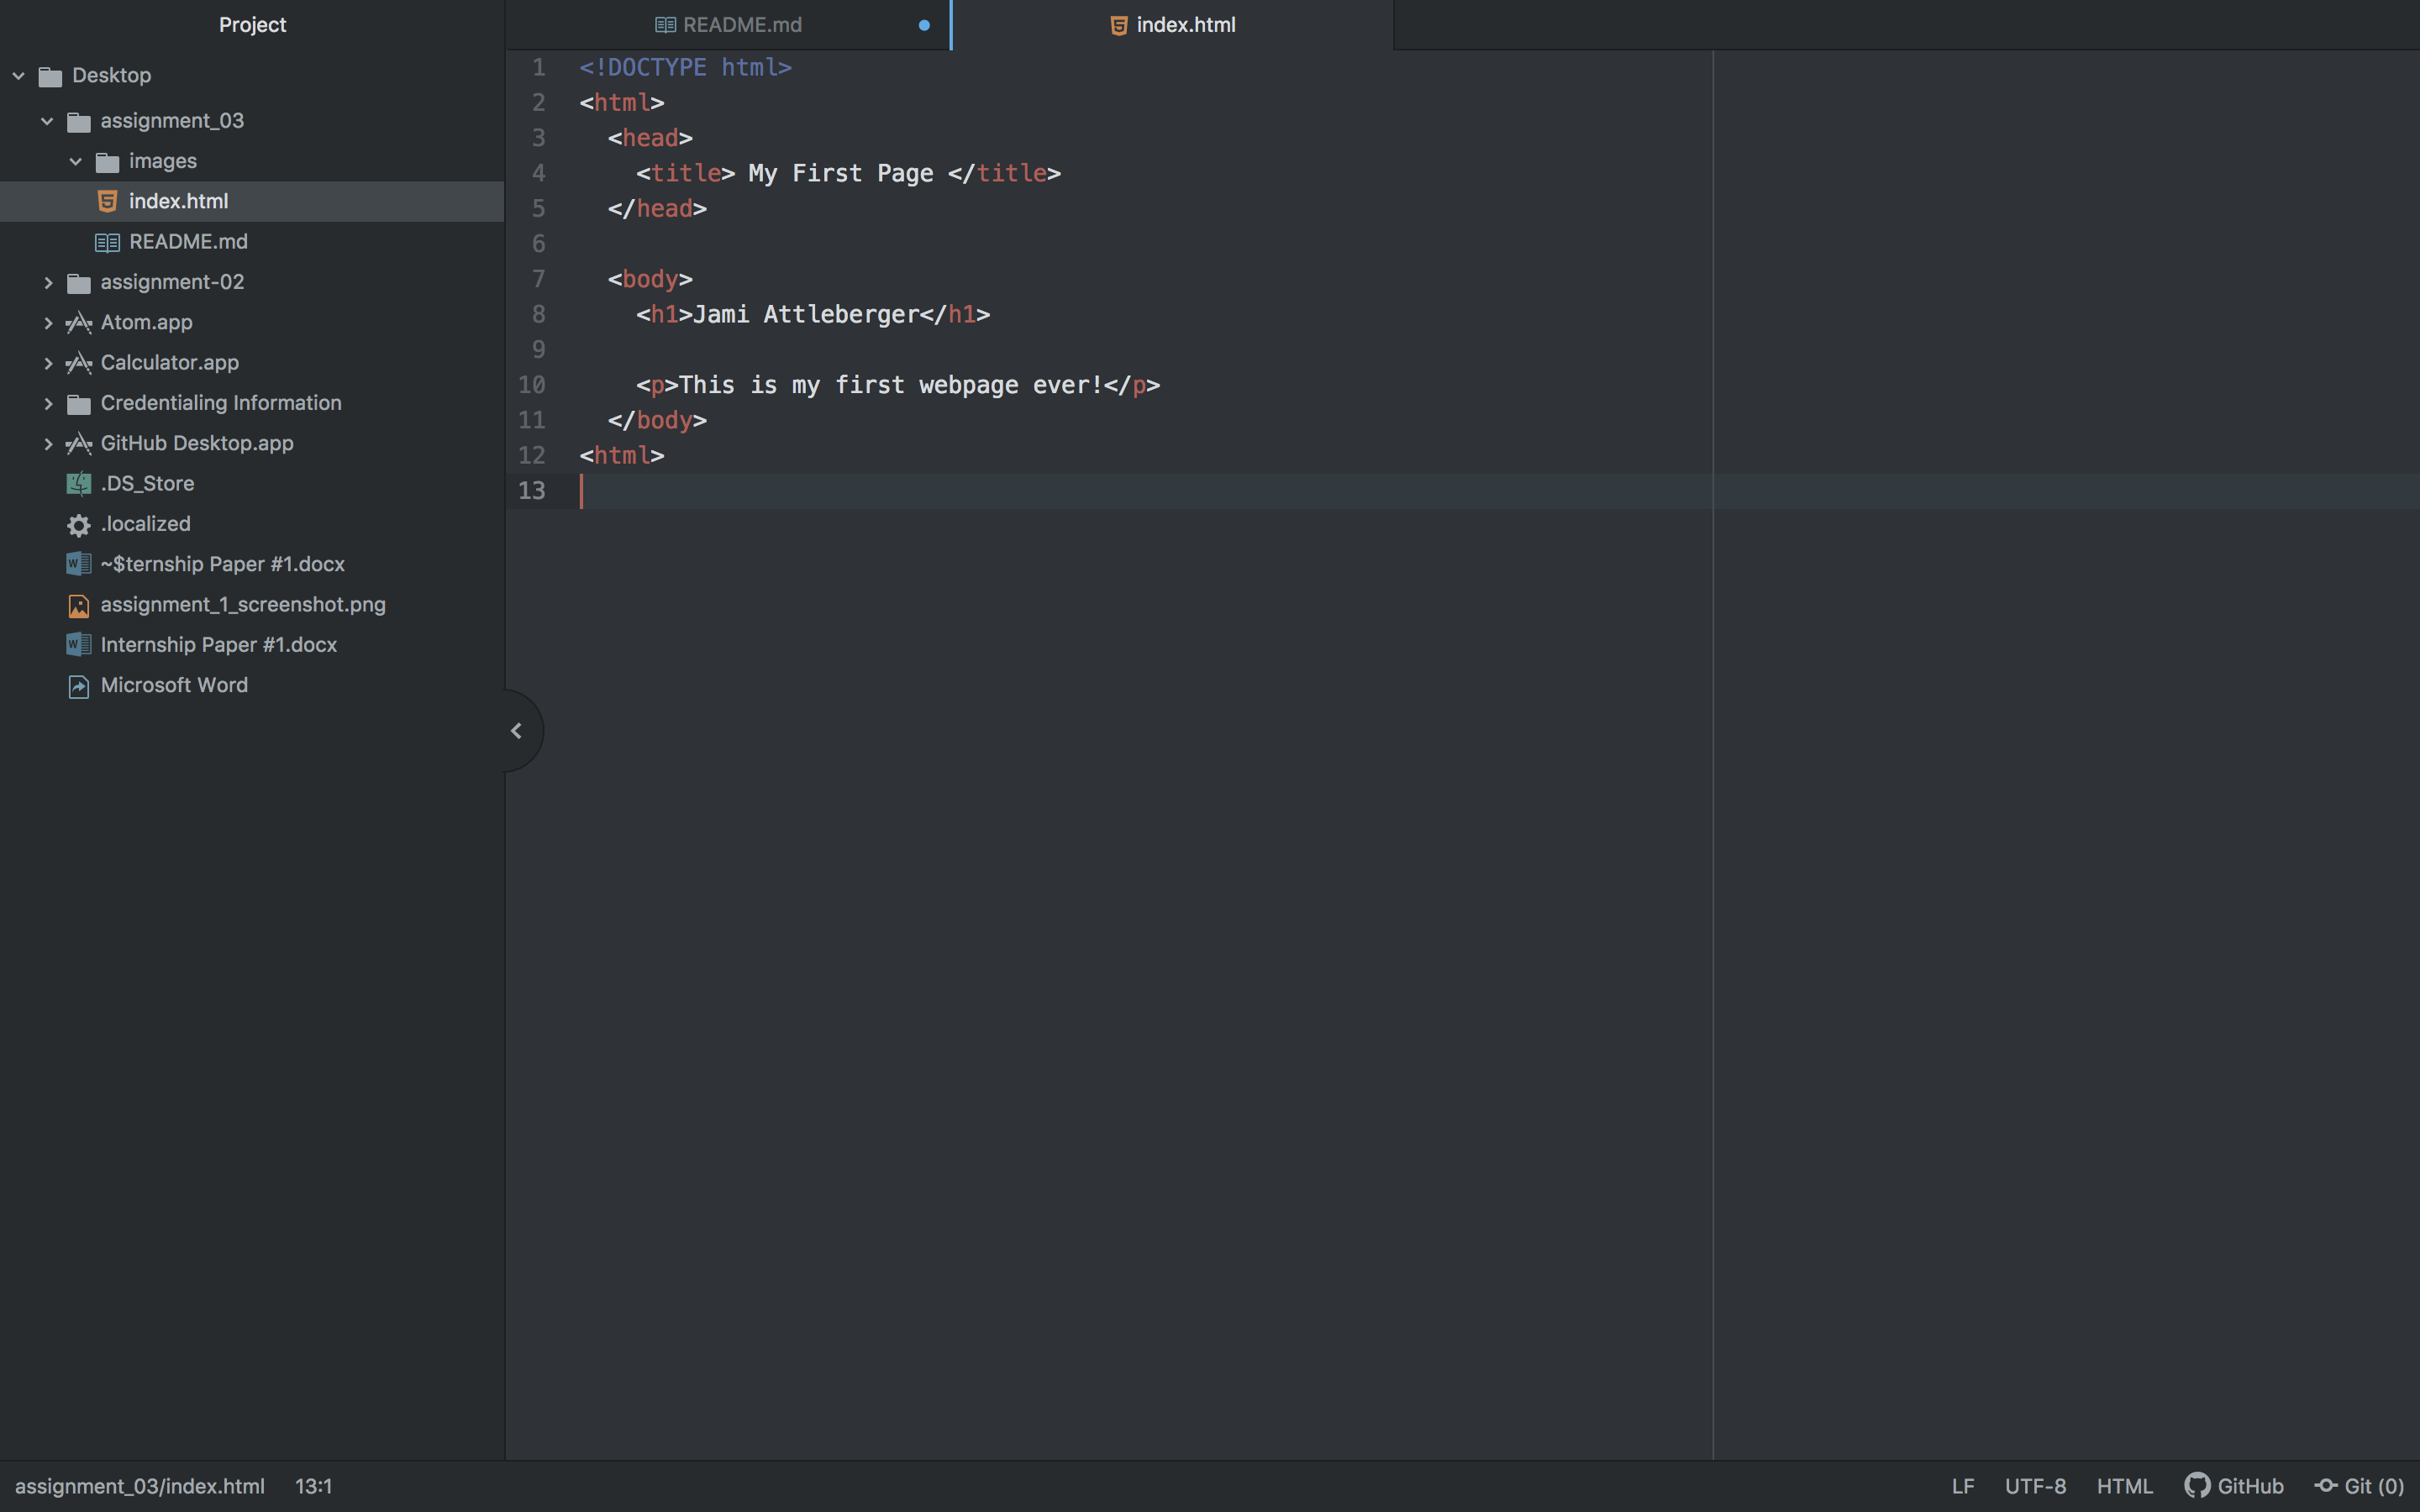 Project
Desktop
assignment_03
images
index.html
README.md
assignment-02
Atom.app
Calculator.app
Credentialing Information
GitHub Desktop.app
.DS_Store
.localized
~$ternship Paper #1.docx
assignment_1_screenshot.png
Internship Paper #1.docx
Microsoft Word
README.md
index.html
1 <!DOCTYPE html>
2 <html>
3 <head>
4 <title> My First Page </title>
5 </head>
6
7 <body>
8 <h1>Jami Attleberger</h1>
9
10 <p>This is my first webpage ever!</p>
11 </body>
12 <html>
13
assignment_03/index.html 13:1 LF UTF-8 HTML GitHub Git (0)